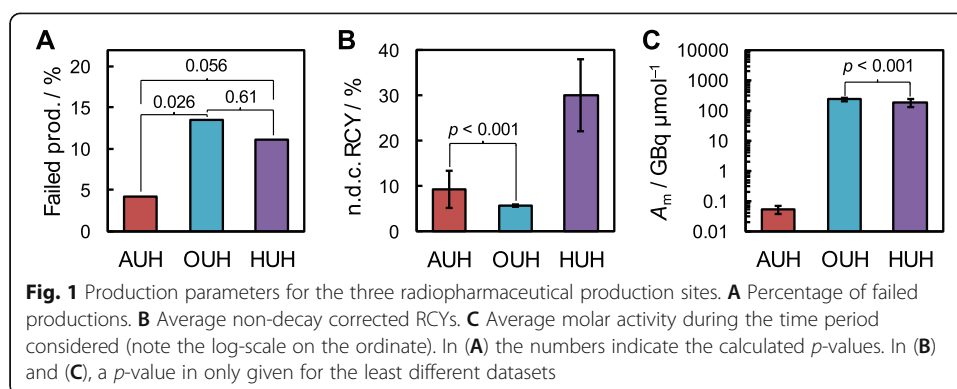 A
Failed prod. / %
20
15
10
5
0
0.056
0.026
0.61
AUH
OUH
HUH
B
n.d.c. RCY / %
40
30
20
10
0
p < 0.001
AUH
OUH
HUH
C
Am / GBq µmol–1
10000
1000
100
10
1
0.1
0.01
p < 0.001
AUH
OUH
HUH
Fig. 1 Production parameters for the three radiopharmaceutical production sites. A Percentage of failed
productions. B Average non-decay corrected RCYs. C Average molar activity during the time period
considered (note the log-scale on the ordinate). In (A) the numbers indicate the calculated p-values. In (B)
and (C), a p-value in only given for the least different datasets